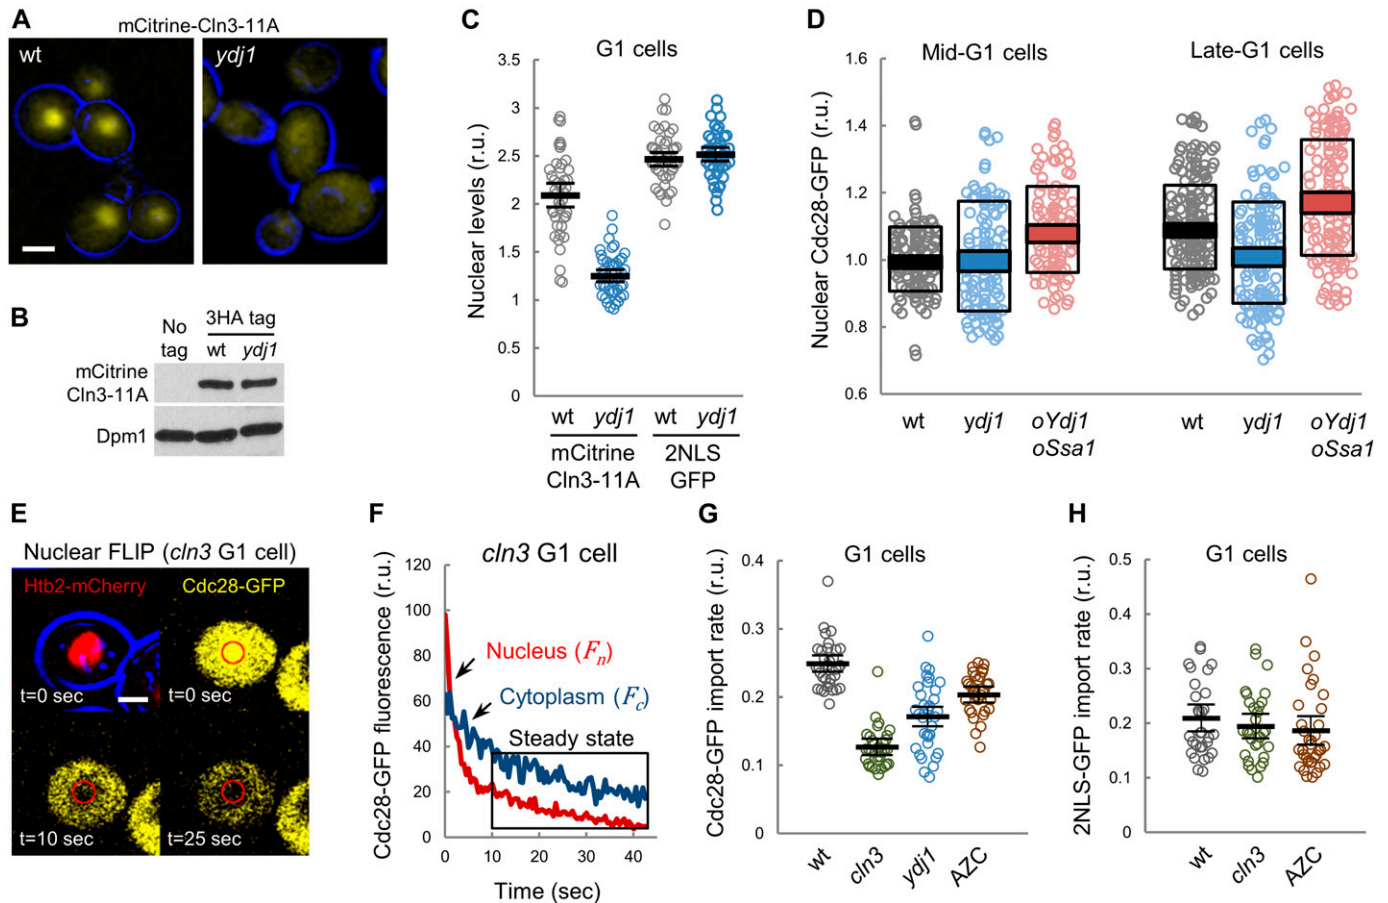 A
mCitrine-Cln3-11A
wt
ydj1
B
No
tag
3HA tag
wt
ydj1
mCitrine
Cln3-11A
Dpm1
C
G1 cells
Nuclear levels (r.u.)
3.5
3
2.5
2
1.5
1
0.5
0
wt
ydj1
wt
ydj1
mCitrine
Cln3-11A
2NLS
GFP
D
Mid-G1 cells
Late-G1 cells
Nuclear Cdc28-GFP (r.u.)
1.6
1.4
1.2
1.0
0.8
0.6
wt
ydj1
oYdj1
oSsa1
wt
ydj1
oYdj1
oSsa1
E
Nuclear FLIP (cln3 G1 cell)
Htb2-mCherry
Cdc28-GFP
t=0 sec
t=0 sec
t=10 sec
t=25 sec
F
cln3 G1 cell
Cdc28-GFP fluorescence (r.u.)
120
100
80
60
40
20
0
Nucleus (Fn)
Cytoplasm (Fc)
Steady state
0
10
20
30
40
Time (sec)
G
G1 cells
Cdc28-GFP import rate (r.u.)
0.4
0.3
0.2
0.1
0
wt
cln3
ydj1
AZC
H
G1 cells
2NLS-GFP import rate (r.u.)
0.5
0.4
0.3
0.2
0.1
0.0
wt
cln3
AZC